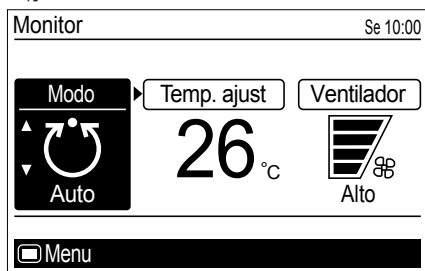 Monitor Se 10:00
Modo Temp. ajust Ventilador
26 °C
Auto Alto
Menu